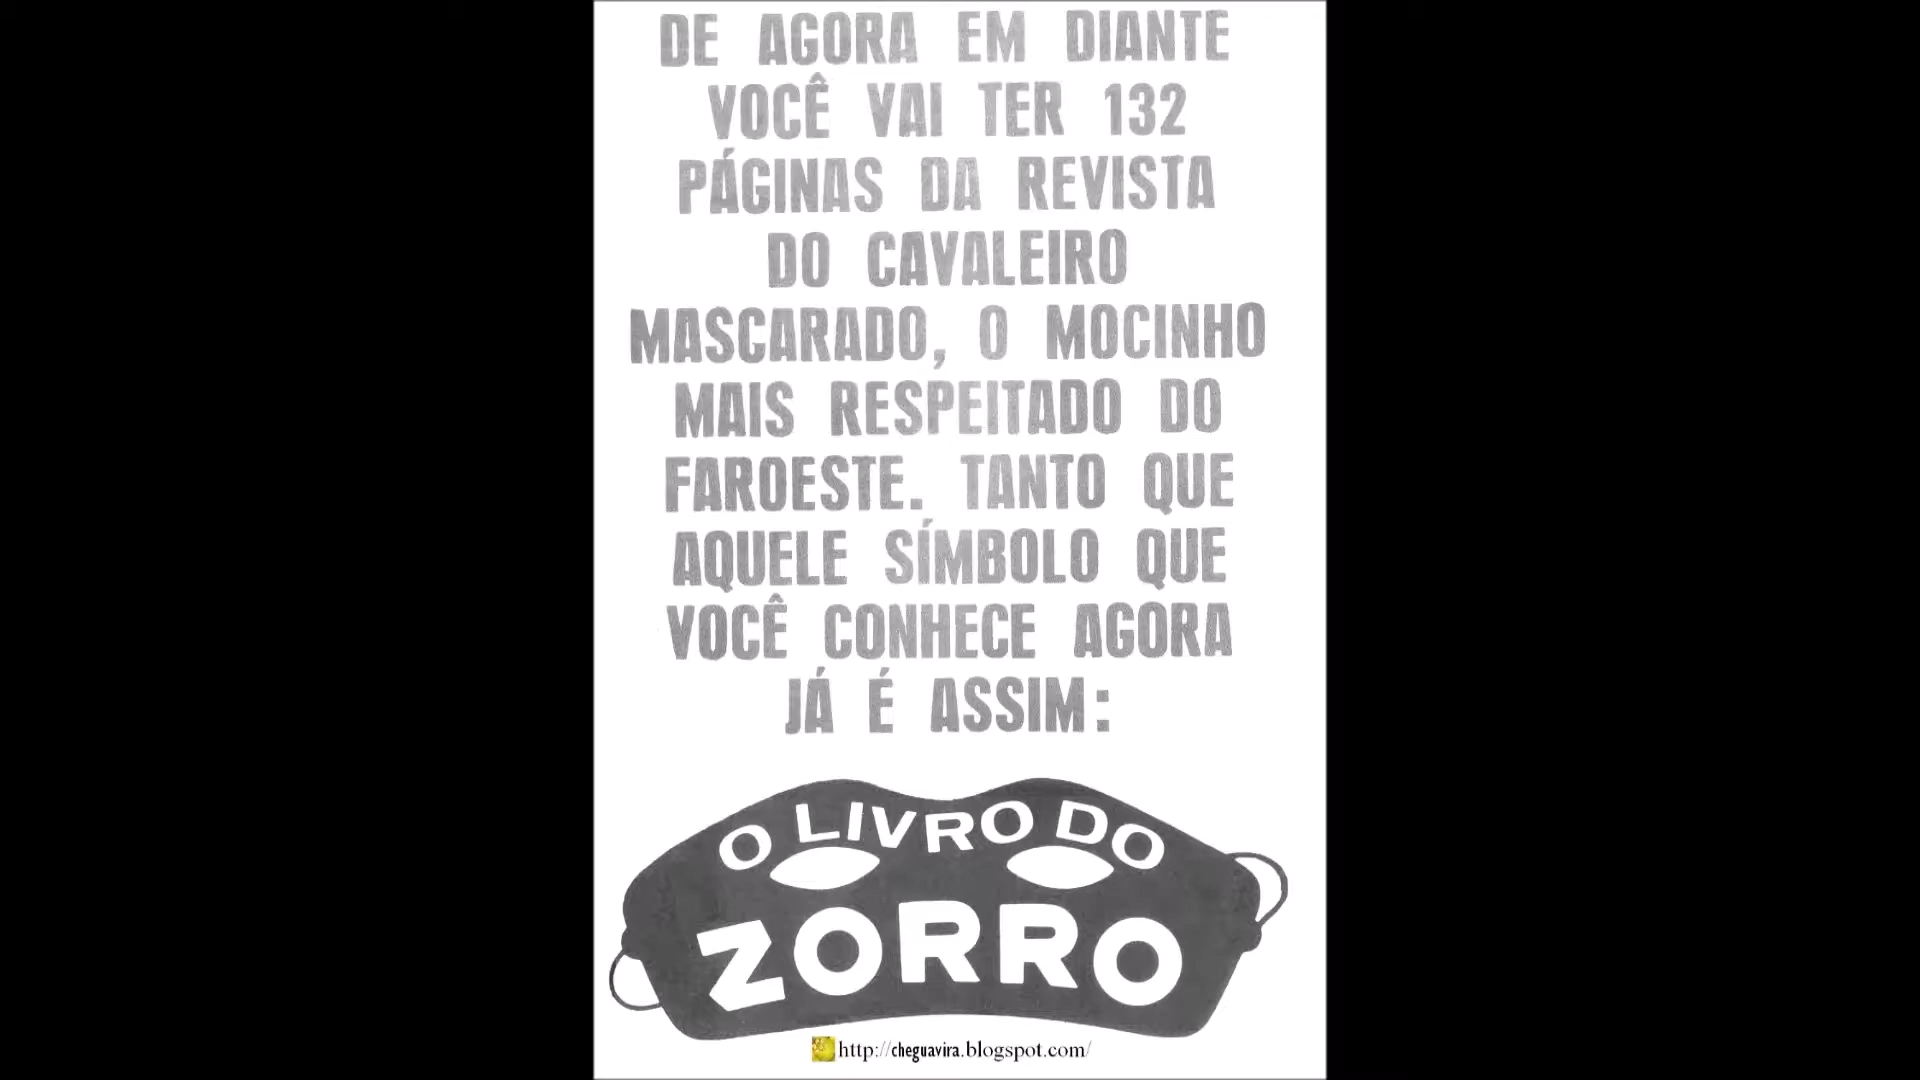 DE AGORA EM DIANTE
VOCÊ VAI TER 132
PÁGINAS DA REVISTA
DO CAVALEIRO
MASCARADO, O MOCINHO
MAIS RESPEITADO DO
FAROESTE. TANTO QUE
AQUELE SÍMBOLO QUE
VOCÊ CONHECE AGORA
JÁ É ASSIM:
O LIVRO DO
ZORRO
http://cheguavira.blogspot.com/